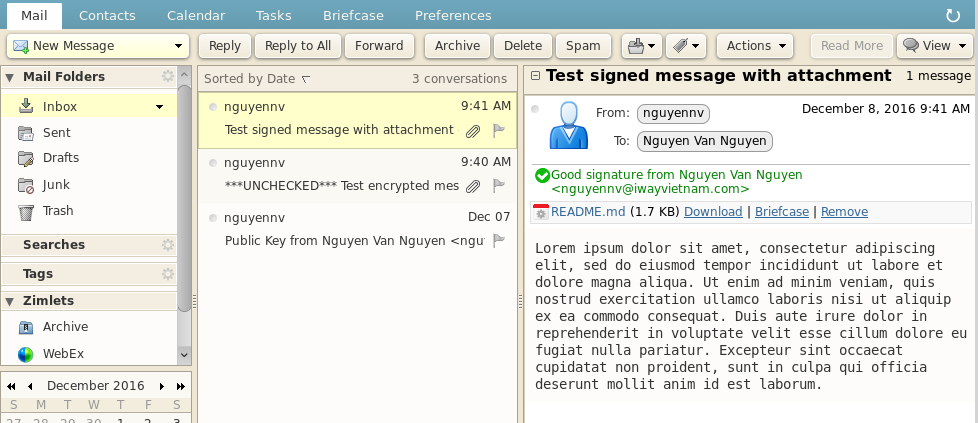 Mail Contacts Calendar Tasks Briefcase Preferences
New Message Reply Reply to All Forward Archive Delete Spam Actions Read More View
Mail Folders
Inbox
Sent
Drafts
Junk
Trash
Searches
Tags
Zimlets
Archive
WebEx
December 2016
S M T W T F S
27 28 29 30 1 2 3
Sorted by Date 3 conversations
nguyennv 9:41 AM
Test signed message with attachment
nguyennv 9:40 AM
***UNCHECKED*** Test encrypted mes
nguyennv Dec 07
Public Key from Nguyen Van Nguyen <ngu
Test signed message with attachment 1 message
From: nguyennv December 8, 2016 9:41 AM
To: Nguyen Van Nguyen
Good signature from Nguyen Van Nguyen
<nguyennv@iwayvietnam.com>
README.md (1.7 KB) Download | Briefcase | Remove
Lorem ipsum dolor sit amet, consectetur adipiscing
elit, sed do eiusmod tempor incididunt ut labore et
dolore magna aliqua. Ut enim ad minim veniam, quis
nostrud exercitation ullamco laboris nisi ut aliquip
ex ea commodo consequat. Duis aute irure dolor in
reprehenderit in voluptate velit esse cillum dolore eu
fugiat nulla pariatur. Excepteur sint occaecat
cupidatat non proident, sunt in culpa qui officia
deserunt mollit anim id est laborum.